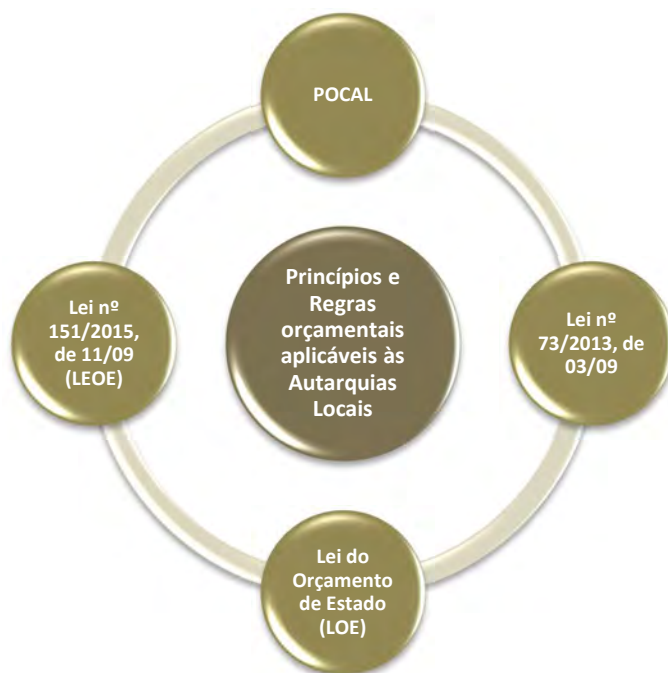 POCAL
Princípios e
Regras
orçamentais
aplicáveis às
Autarquias
Locais
Lei nº
151/2015,
de 11/09
(LEOE)
Lei nº
73/2013, de
03/09
Lei do
Orçamento
de Estado
(LOE)